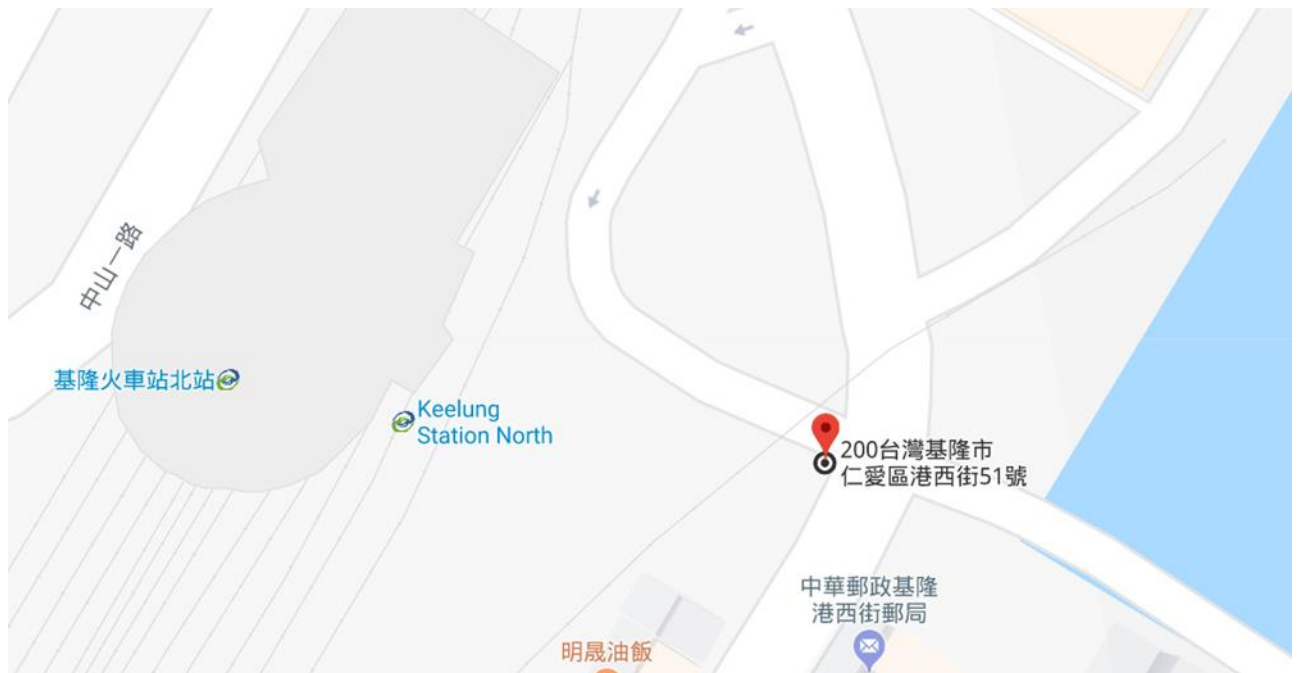 中山一路
基隆火車站北站
Keelung
Station North
200台灣基隆市
仁愛區港西街51號
中華郵政基隆
港西街郵局
明晟油飯